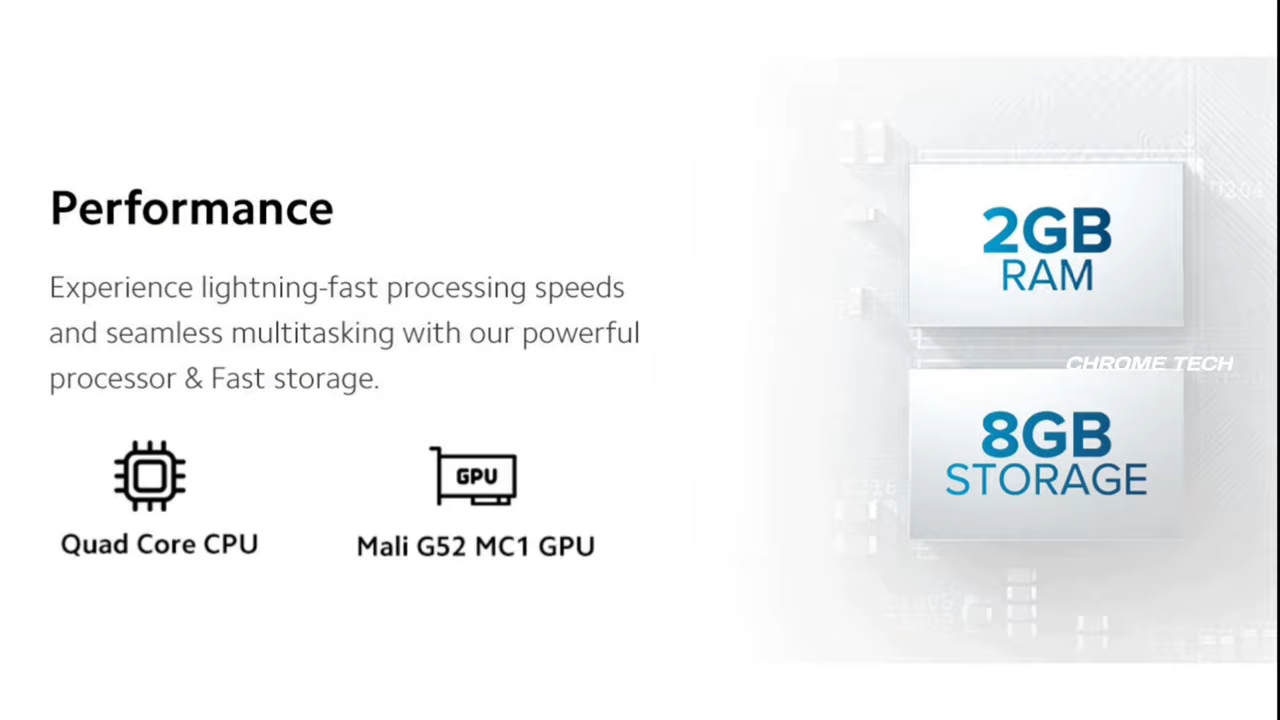 Performance
Experience lightning-fast processing speeds
and seamless multitasking with our powerful
processor & Fast storage.
GPU
Quad Core CPU
Mali G52 MC1 GPU
2GB
RAM
CHROME TECH
8GB
STORAGE